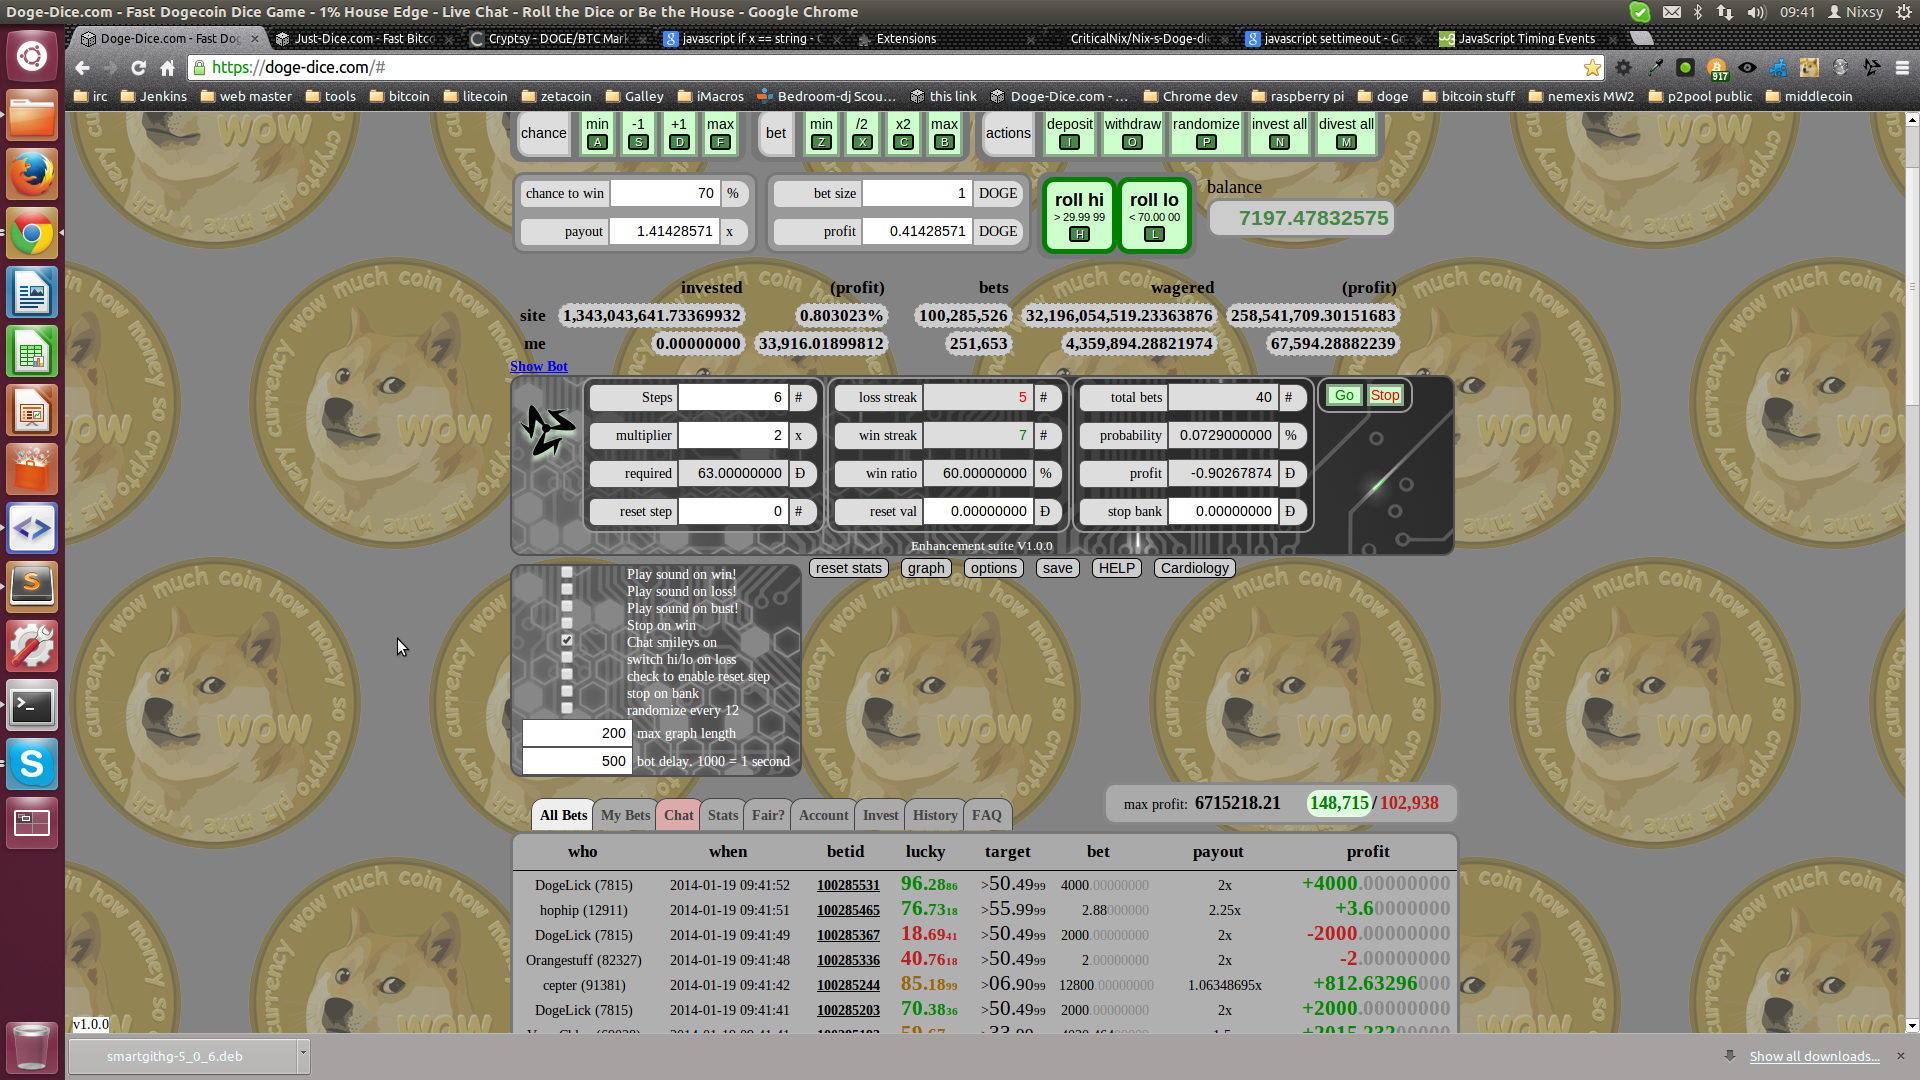 Doge-Dice.com - Fast Dogecoin Dice Game - 1% House Edge - Live Chat - Roll the Dice or Be the House - Google Chrome
09:41 Nixsy
Doge-Dice.com - Fast Dog
Just-Dice.com - Fast Bitc
Cryptsy - DOGE/BTC Mark
javascript if x == string -
Extensions
CriticalNix/Nix-s-Doge-di
javascript settimeout - G
JavaScript Timing Events
https://doge-dice.com/#
917
irc Jenkins web master tools bitcoin litecoin zetacoin Galley iMacros Bedroom-dj Scou... this link Doge-Dice.com - ... Chrome dev raspberry pi doge bitcoin stuff nemexis MW2 p2pool public middlecoin
chance min A -1 S +1 D max F
bet min Z /2 X x2 C max B
actions deposit I withdraw O randomize P invest all N divest all M
chance to win 70 %
payout 1.41428571 x
bet size 1 DOGE
profit 0.41428571 DOGE
roll hi > 29.99 99 H
roll lo < 70.00 00 L
balance
7197.47832575
invested (profit) bets wagered (profit)
site 1,343,043,641.73369932 0.803023% 100,285,526 32,196,054,519.23363876 258,541,709.30151683
me 0.00000000 33,916.01899812 251,653 4,359,894.28821974 67,594.28882239
Show Bot
Steps 6 # loss streak 5 # total bets 40 # Go Stop
multiplier 2 x win streak 7 # probability 0.0729000000 %
required 63.00000000 Ð win ratio 60.00000000 % profit -0.90267874 Ð
reset step 0 # reset val 0.00000000 Ð stop bank 0.00000000 Ð
Enhancement suite V1.0.0
reset stats graph options save HELP Cardiology
Play sound on win!
Play sound on loss!
Play sound on bust!
Stop on win
Chat smileys on
switch hi/lo on loss
check to enable reset step
stop on bank
randomize every 12
200 max graph length
500 bot delay. 1000 = 1 second
max profit: 6715218.21 148,715/102,938
All Bets My Bets Chat Stats Fair? Account Invest History FAQ
who when betid lucky target bet payout profit
DogeLick (7815) 2014-01-19 09:41:52 100285531 96.2886 >50.4999 4000.00000000 2x +4000.00000000
hophip (12911) 2014-01-19 09:41:51 100285465 76.7318 >55.9999 2.88000000 2.25x +3.60000000
DogeLick (7815) 2014-01-19 09:41:49 100285367 18.6941 >50.4999 2000.00000000 2x -2000.00000000
Orangestuff (82327) 2014-01-19 09:41:48 100285336 40.7618 >50.4999 2.00000000 2x -2.00000000
cepter (91381) 2014-01-19 09:41:42 100285244 85.1899 >06.9099 12800.00000000 1.06348695x +812.63296000
DogeLick (7815) 2014-01-19 09:41:41 100285203 70.3836 >50.4999 2000.00000000 2x +2000.00000000
v1.0.0
smartgithg-5_0_6.deb
Show all downloads...
wow much coin how money so crypto plz mine v rich very currency
WOW